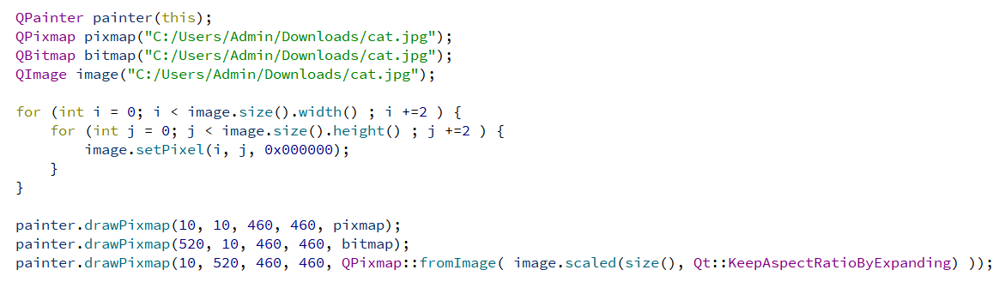 QPainter painter(this);
QPixmap pixmap("C:/Users/Admin/Downloads/cat.jpg");
QBitmap bitmap("C:/Users/Admin/Downloads/cat.jpg");
QImage image("C:/Users/Admin/Downloads/cat.jpg");

for (int i = 0; i < image.size().width() ; i +=2 ) {
    for (int j = 0; j < image.size().height() ; j +=2 ) {
        image.setPixel(i, j, 0x000000);
    }
}

painter.drawPixmap(10, 10, 460, 460, pixmap);
painter.drawPixmap(520, 10, 460, 460, bitmap);
painter.drawPixmap(10, 520, 460, 460, QPixmap::fromImage( image.scaled(size(), Qt::KeepAspectRatioByExpanding) ));